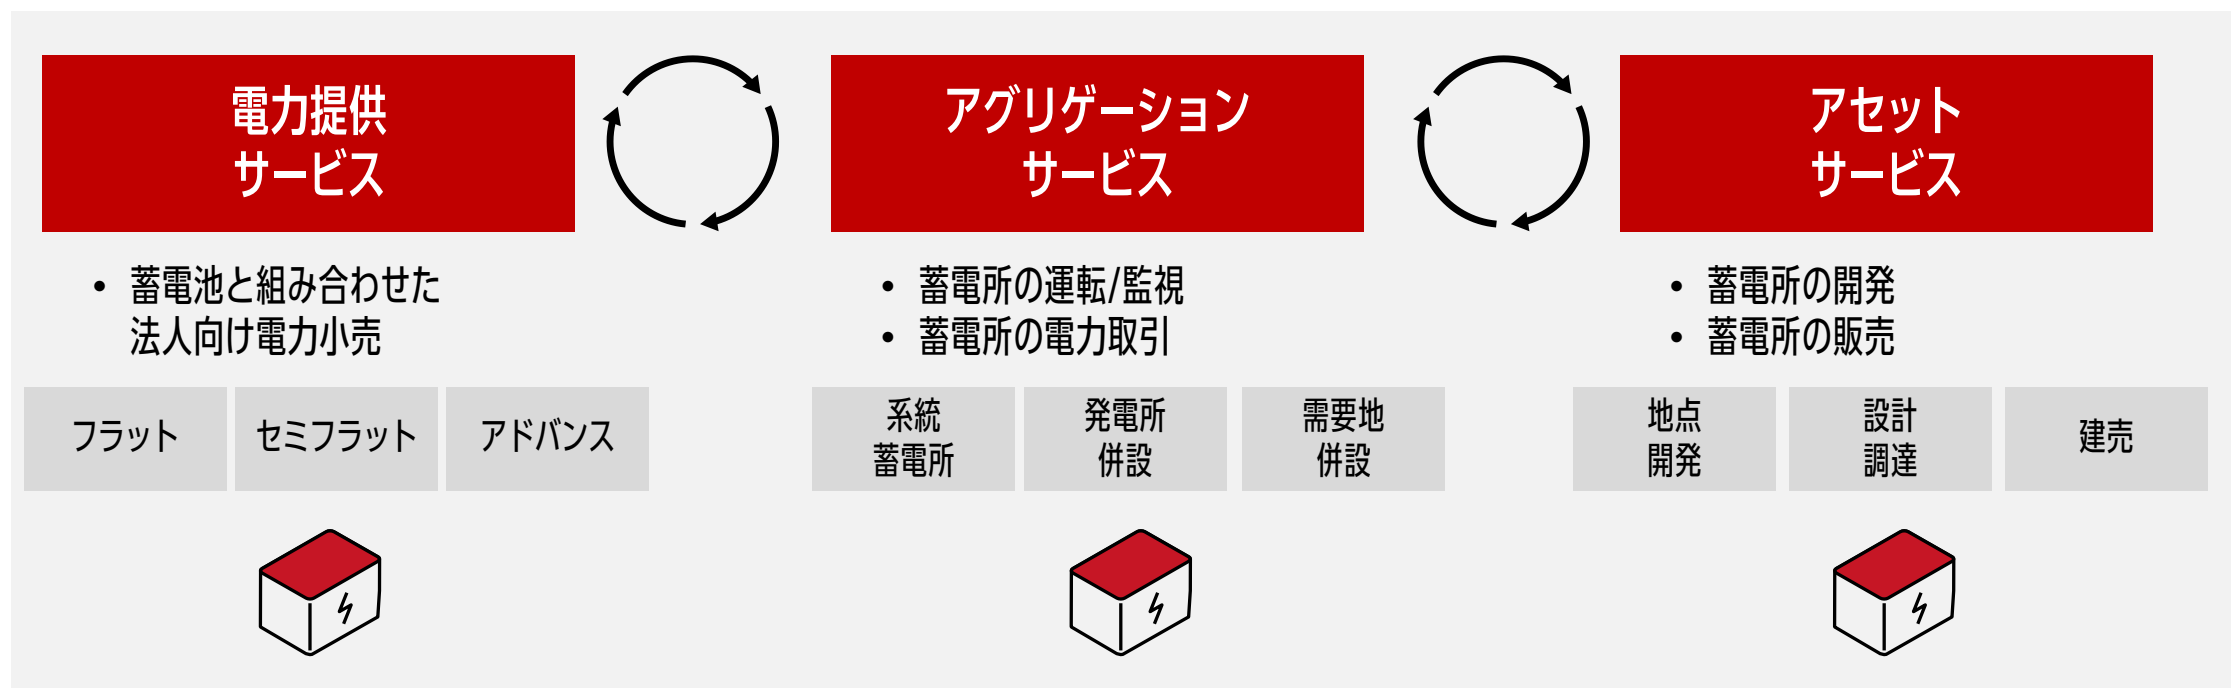 電力提供
サービス
アグリゲーション
サービス
アセット
サービス
• 蓄電池と組み合わせた
法人向け電力小売
• 蓄電所の運転/監視
• 蓄電所の電力取引
• 蓄電所の開発
• 蓄電所の販売
フラット
セミフラット
アドバンス
系統
蓄電所
発電所
併設
需要地
併設
地点
開発
設計
調達
建売